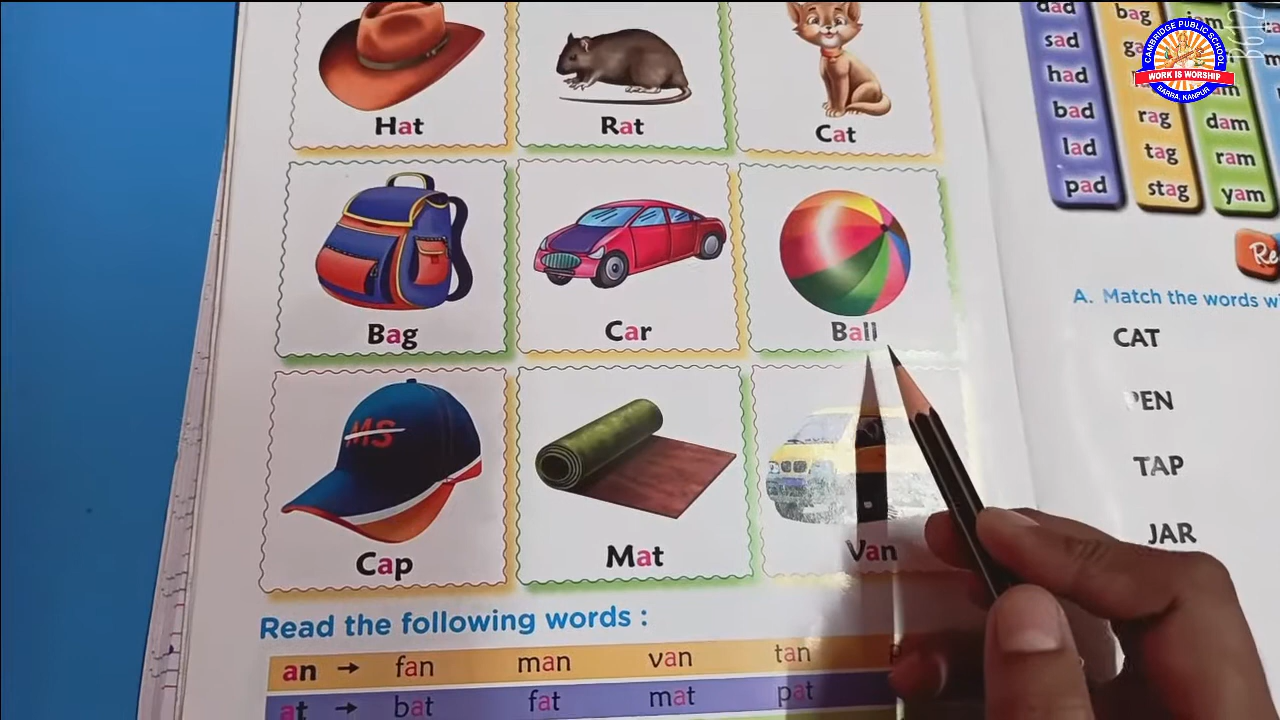 Hat Rat Cat
Bag Car Ball
MS
Cap Mat Van
Read the following words :
an → fan man van tan
at → bat fat mat pat
dad bag jam
sad
had
bad rag dam
lad tag ram
pad stag yam
A. Match the words
CAT
PEN
TAP
JAR
CAMBRIDGE PUBLIC SCHOOL
WORK IS WORSHIP
BARRA, KANPUR